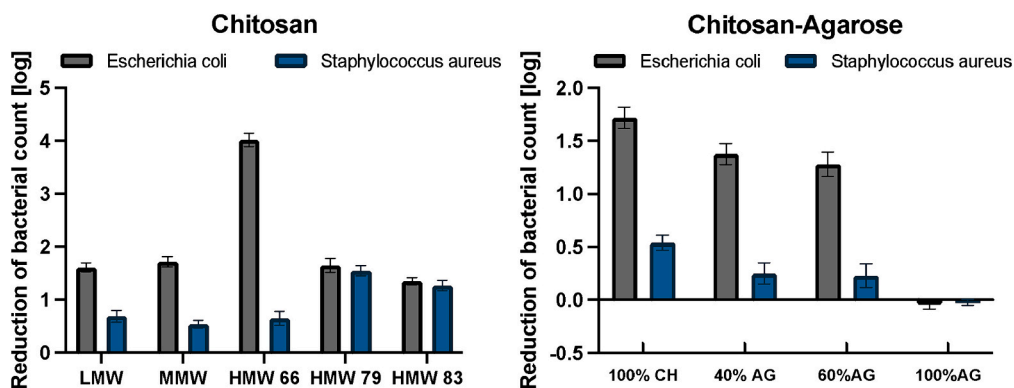 Chitosan
Escherichia coli Staphylococcus aureus
Reduction of bacterial count [log]
5
4
3
2
1
0
LMW MMW HMW 66 HMW 79 HMW 83
Chitosan-Agarose
Escherichia coli Staphylococcus aureus
Reduction of bacterial count [log]
2.0
1.5
1.0
0.5
0.0
-0.5
100% CH 40% AG 60%AG 100%AG